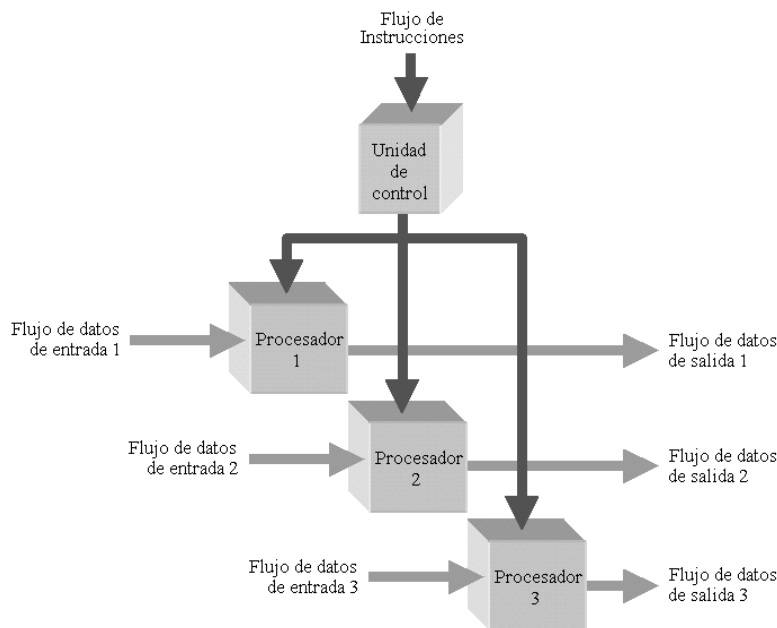 Flujo de
Instrucciones
Unidad
de
control
Flujo de datos
de entrada 1
Procesador
1
Flujo de datos
de salida 1
Flujo de datos
de entrada 2
Procesador
2
Flujo de datos
de salida 2
Flujo de datos
de entrada 3
Procesador
3
Flujo de datos
de salida 3